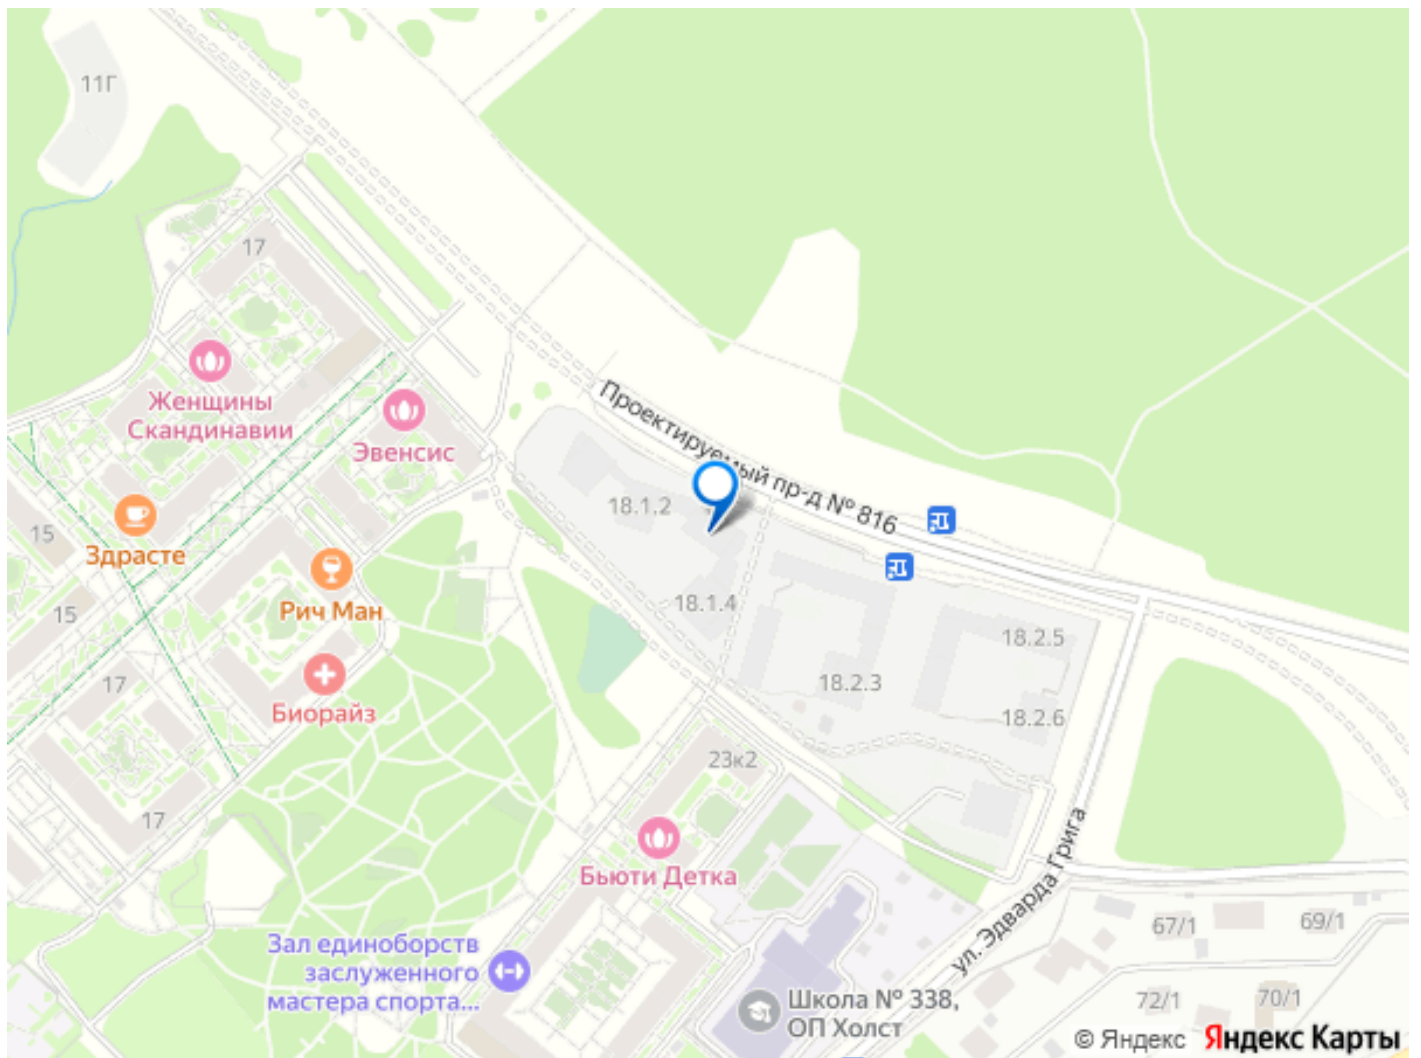 11Г
17
Женщины
Скандинавии
Эвенсис
Проектируемый пр-д № 816
15
Здрасте
18.1.2
Рич Ман
15
18.1.4
18.2.5
17
18.2.3
Биорайз
18.2.6
23к2
17
Бьюти Детка
ул. Эдварда Грига
67/1
69/1
Зал единоборств
заслуженного
мастера спорта...
Школа № 338,
ОП Холст
72/1
70/1
© Яндекс Яндекс Карты